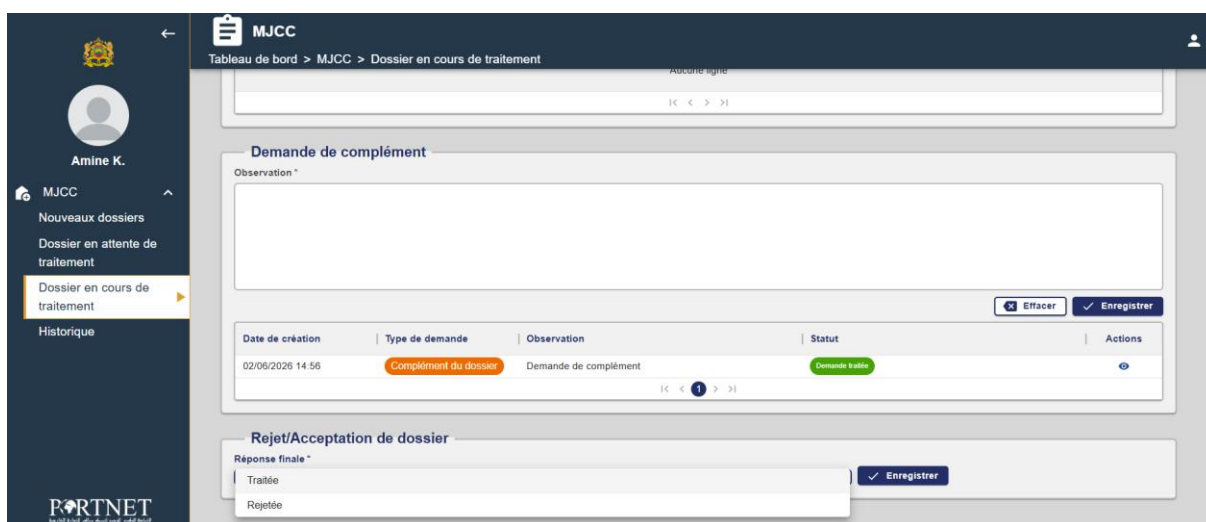 MJCC
Tableau de bord > MJCC > Dossier en cours de traitement
Amine K.
MJCC
Nouveaux dossiers
Dossier en attente de
traitement
Dossier en cours de
traitement
Historique
PORTNET
Aucune ligne
Demande de complément
Observation *
Effacer
Enregistrer
Date de création Type de demande Observation Statut Actions
02/06/2026 14:56 Complément du dossier Demande de complément Demande traitée
1
Rejet/Acceptation de dossier
Réponse finale *
Traitée
Rejetée
Enregistrer